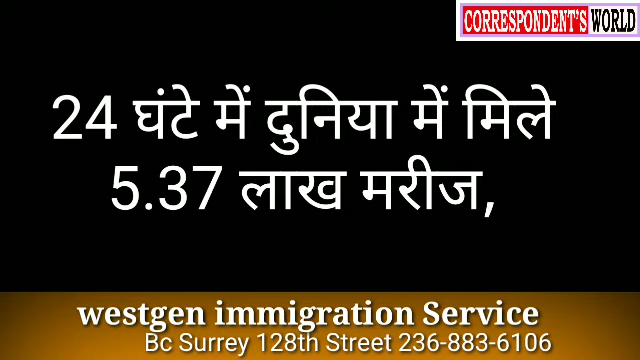 CORRESPONDENT'S WORLD
24 घंटे में दुनिया में मिले
5.37 लाख मरीज,
westgen immigration Service
Bc Surrey 128th Street 236-883-6106